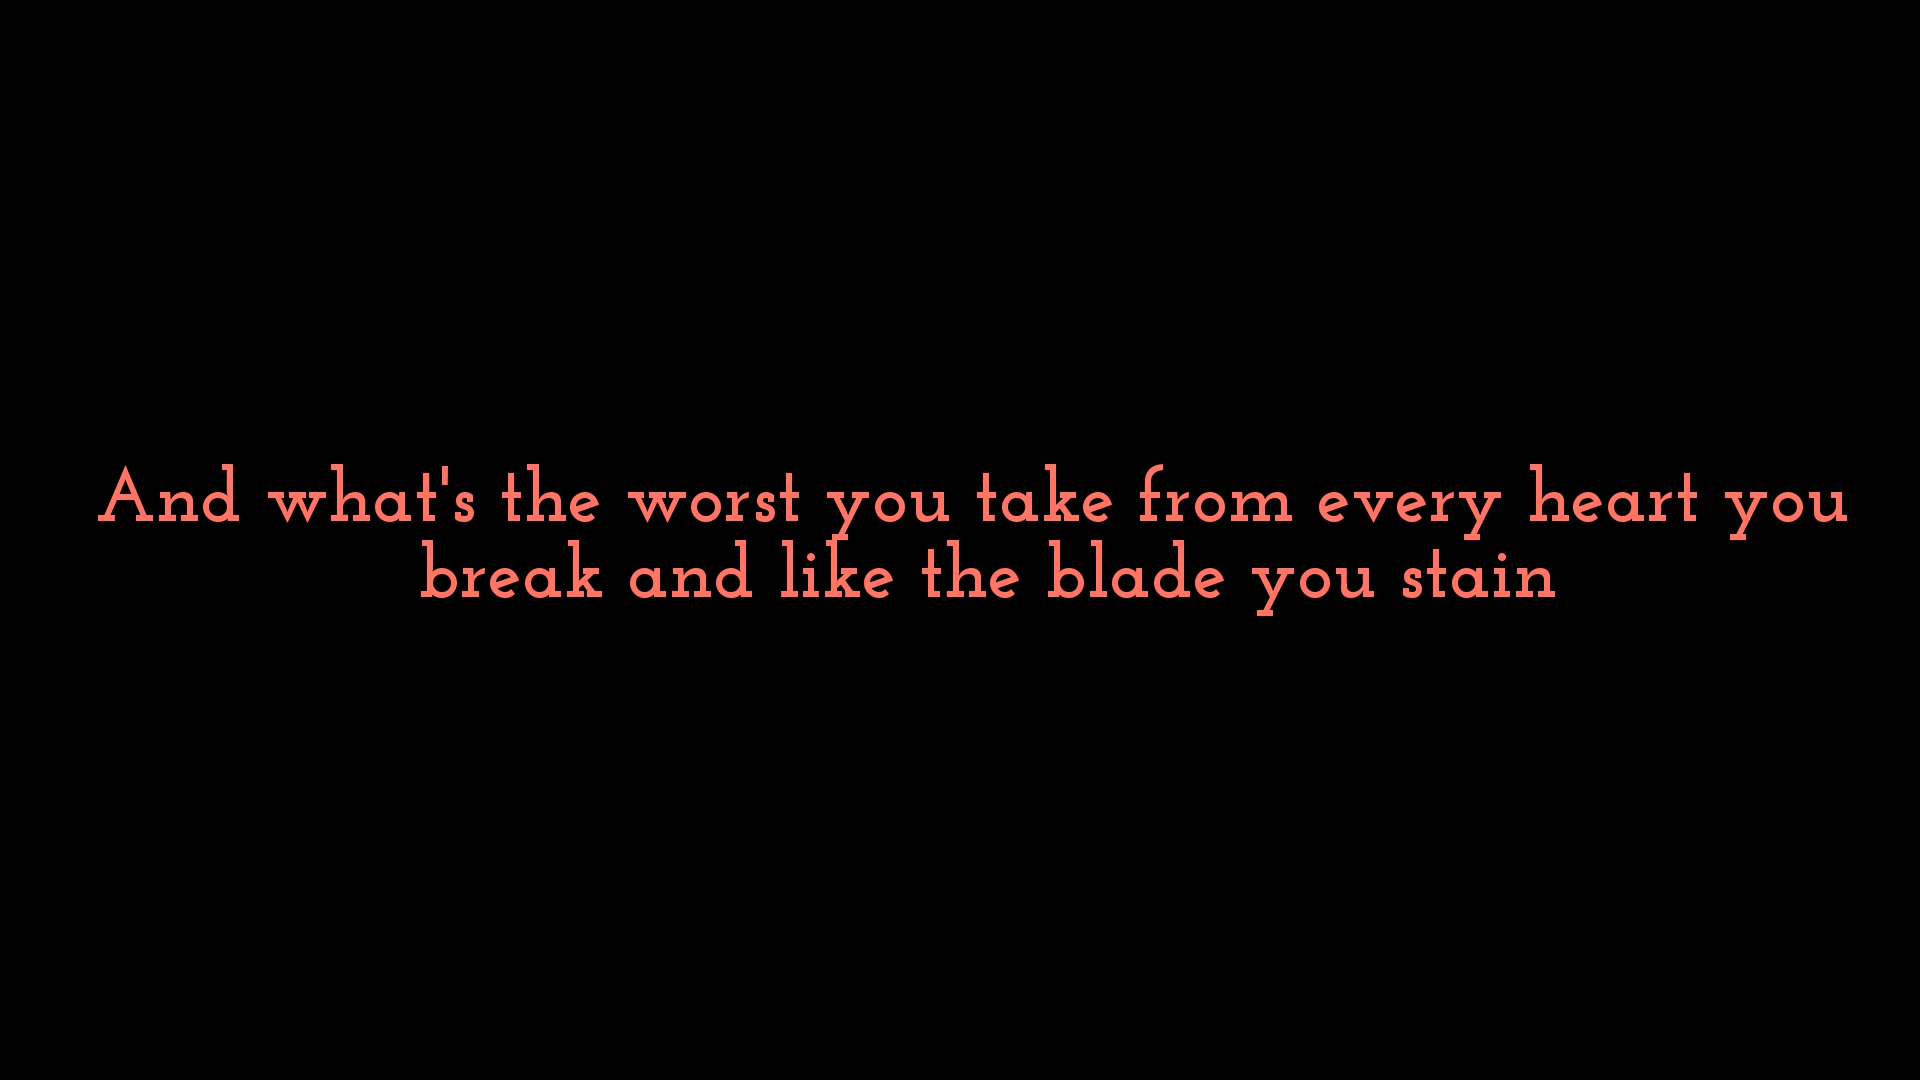 And what's the worst you take from every heart you
break and like the blade you stain